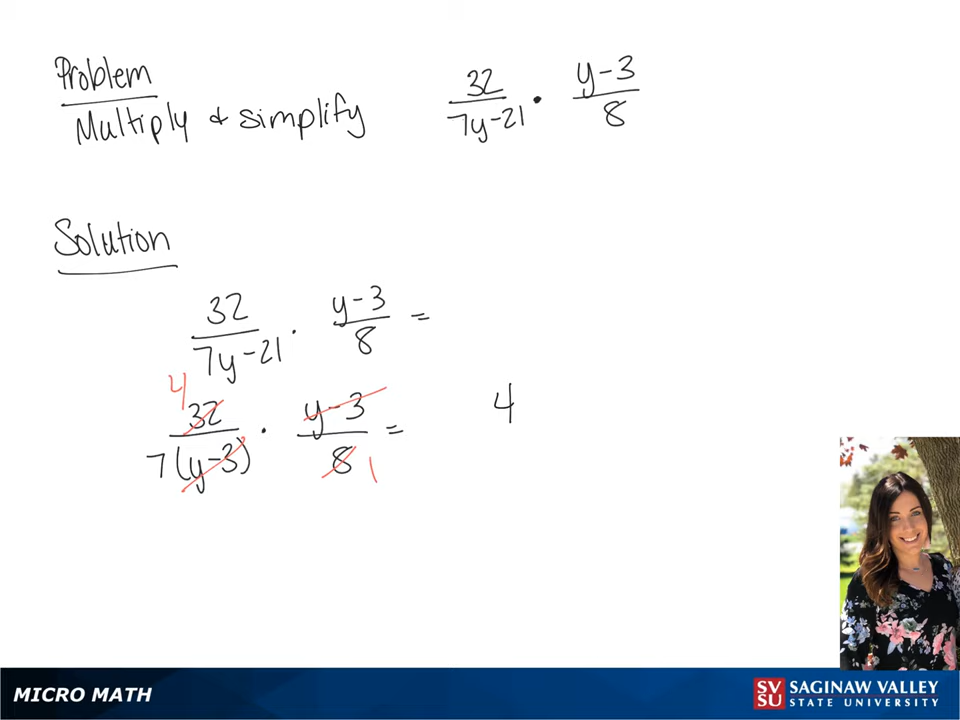 Problem
Multiply & simplify 32/(7y-21) · (y-3)/8
Solution
32/(7y-21) · (y-3)/8 =
4
32/(7(y-3)) · (y-3)/8 = 4
1
MICRO MATH
SV SU SAGINAW VALLEY
STATE UNIVERSITY